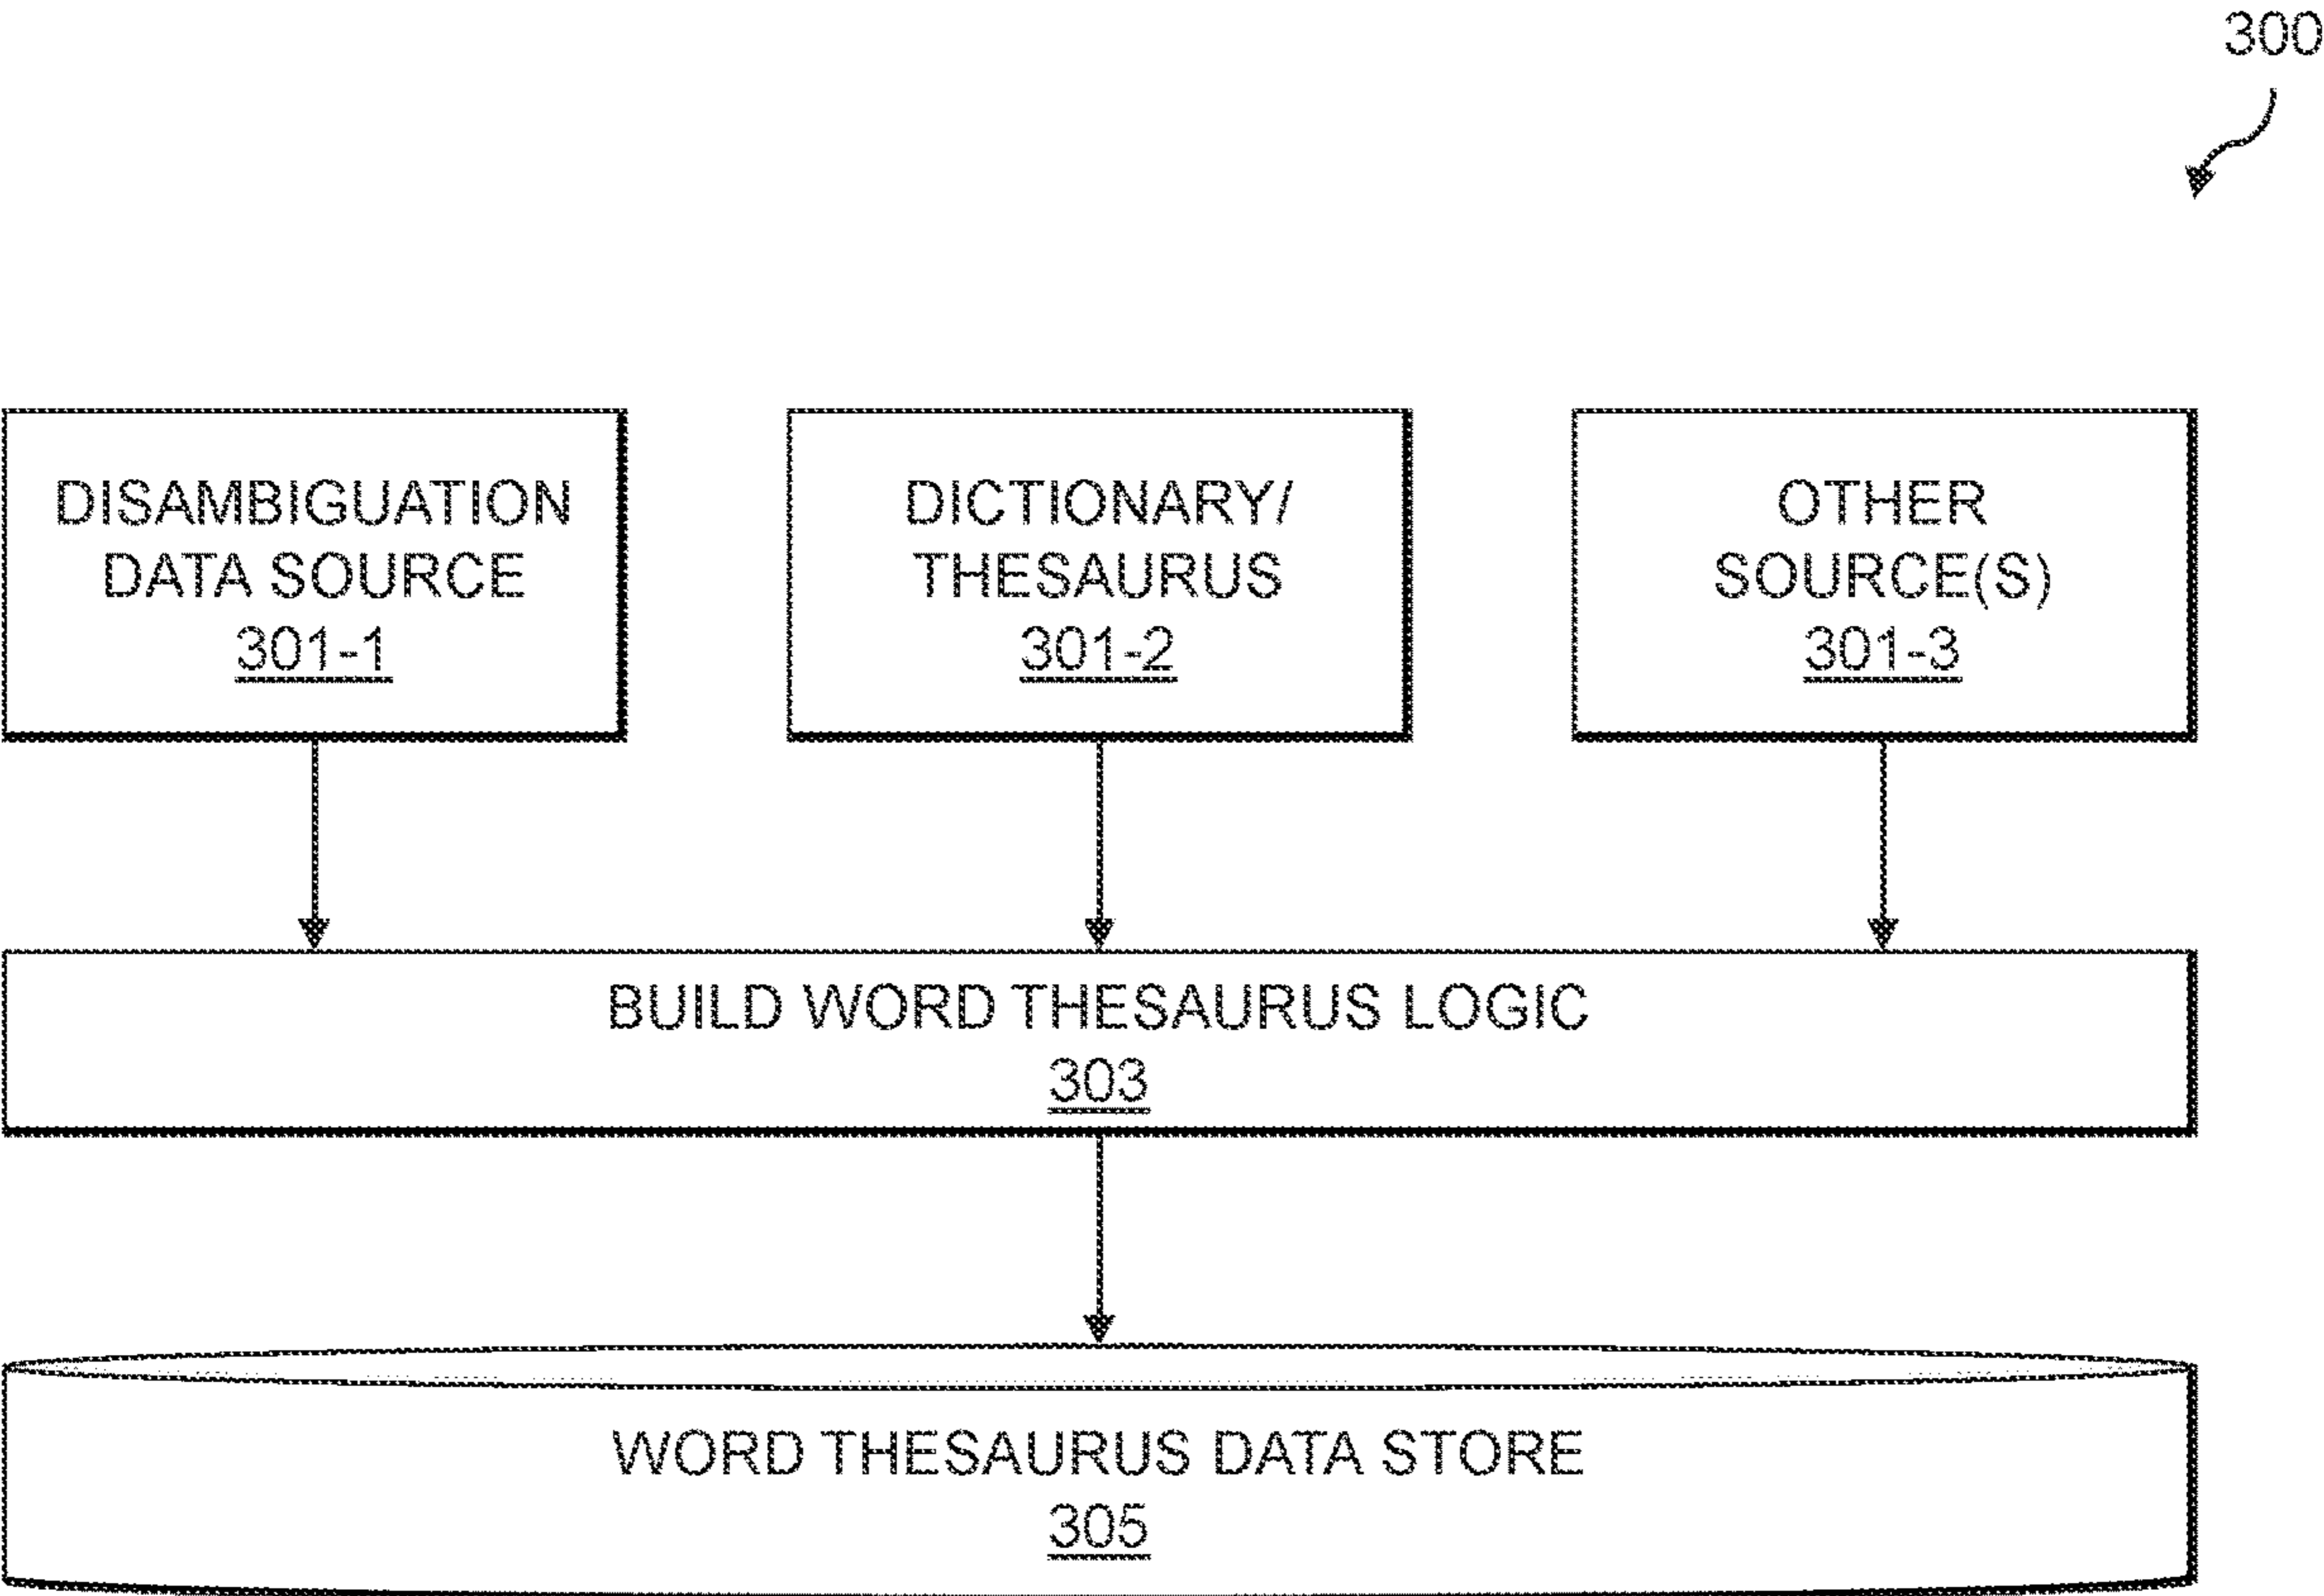 300
DISAMBIGUATION
DATA SOURCE
301-1
DICTIONARY/
THESAURUS
301-2
OTHER
SOURCE(S)
301-3
BUILD WORD THESAURUS LOGIC
303
WORD THESAURUS DATA STORE
305